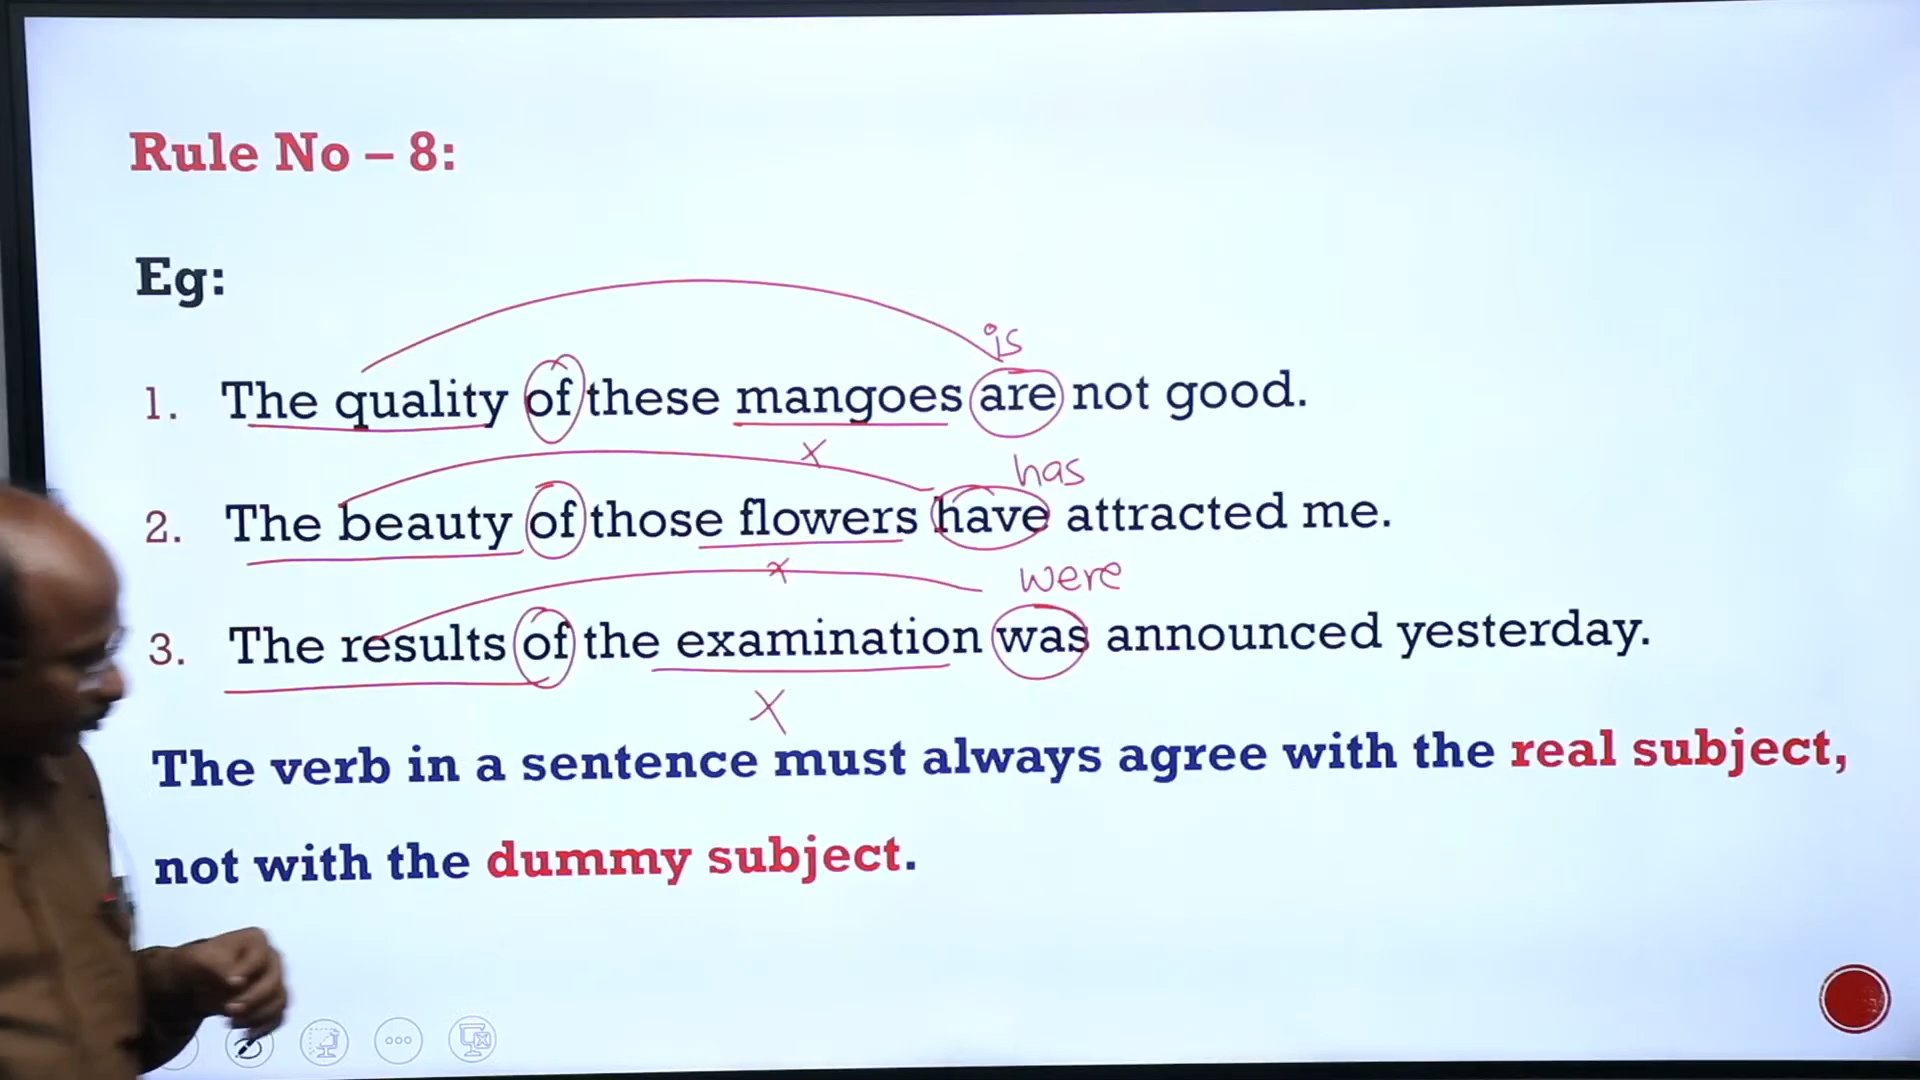 Rule No – 8:
Eg:
is
1. The quality of these mangoes are not good.
x
has
2. The beauty of those flowers have attracted me.
x
were
3. The results of the examination was announced yesterday.
X
The verb in a sentence must always agree with the real subject,
not with the dummy subject.